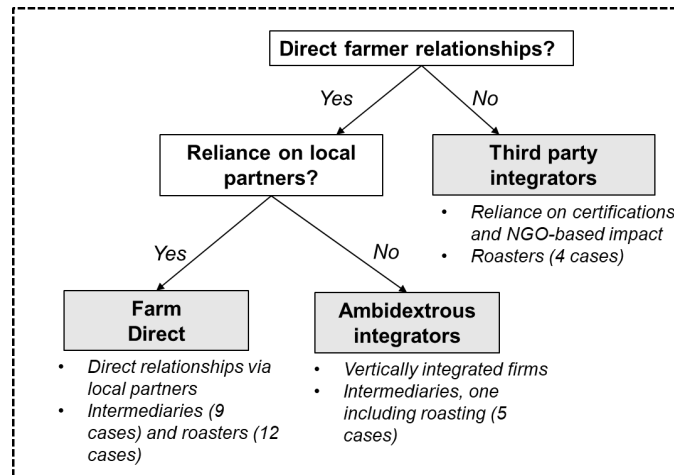 Direct farmer relationships?
Yes
No
Reliance on local
partners?
Third party
integrators
• Reliance on certifications
and NGO-based impact
• Roasters (4 cases)
Yes
No
Farm
Direct
• Direct relationships via
local partners
• Intermediaries (9
cases) and roasters (12
cases)
Ambidextrous
integrators
• Vertically integrated firms
• Intermediaries, one
including roasting (5
cases)